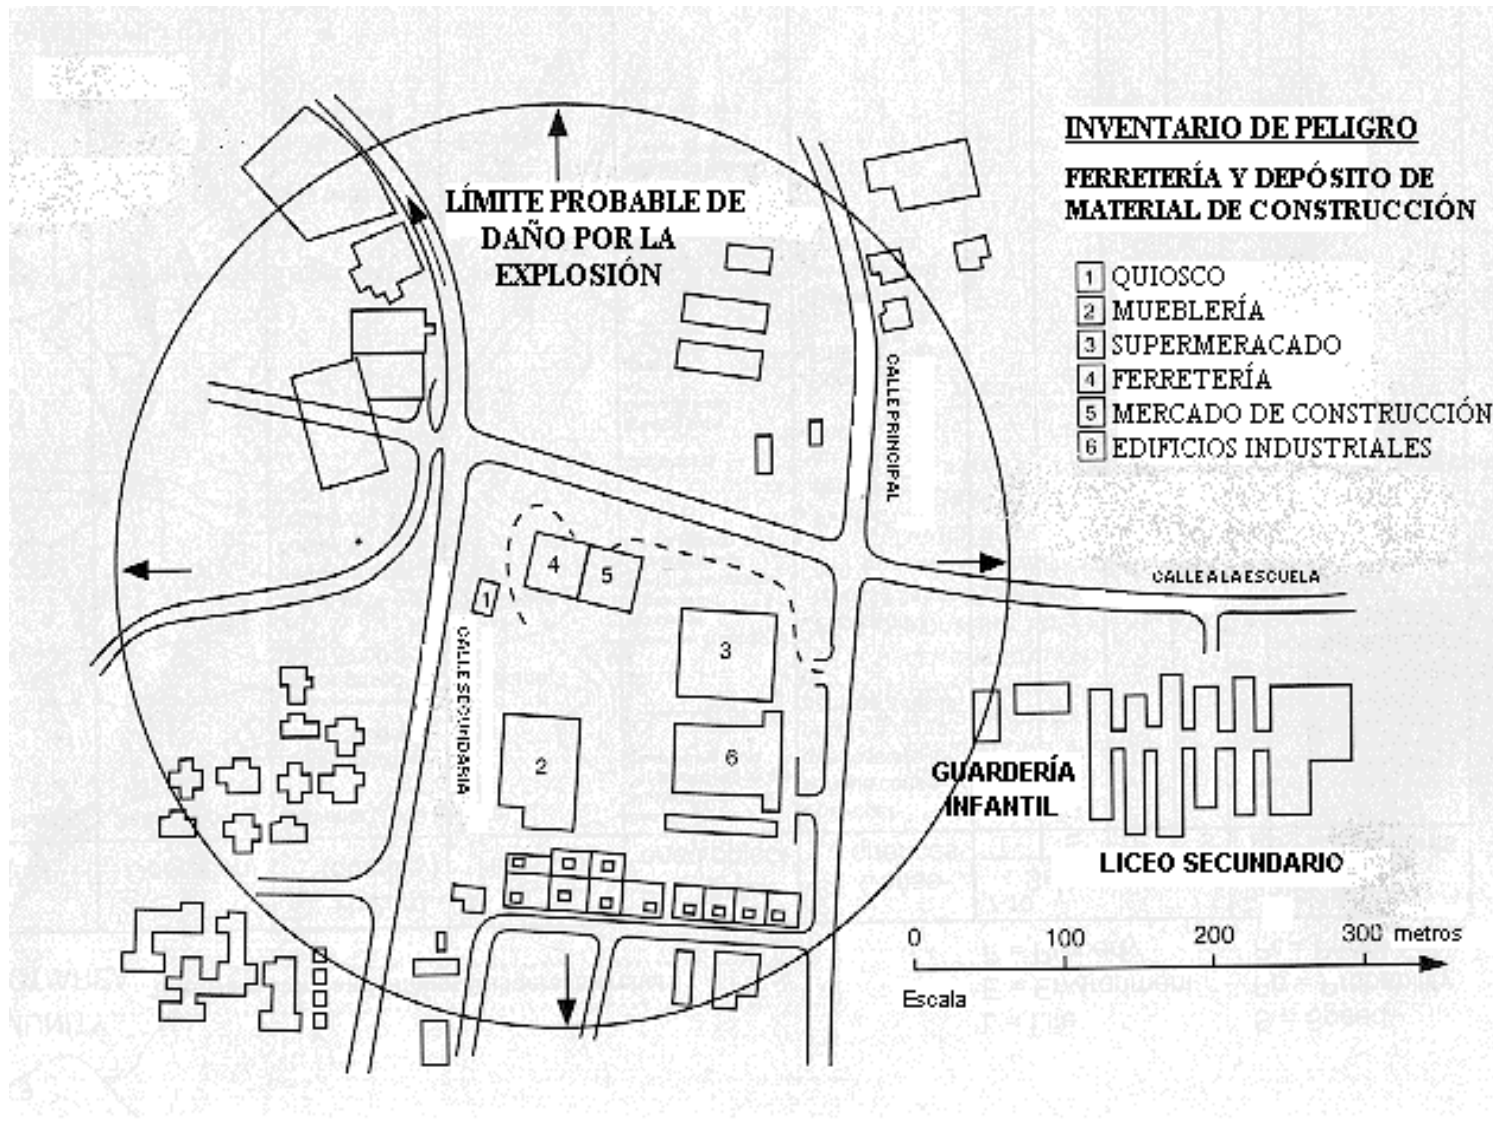 INVENTARIO DE PELIGRO
FERRETERÍA Y DEPÓSITO DE
MATERIAL DE CONSTRUCCIÓN
1 QUIOSCO
2 MUEBLERÍA
3 SUPERMERACADO
4 FERRETERÍA
5 MERCADO DE CONSTRUCCIÓN
6 EDIFICIOS INDUSTRIALES
LÍMITE PROBABLE DE
DAÑO POR LA
EXPLOSIÓN
CALLE PRINCIPAL
CALLE A LA ESCUELA
4
5
1
3
CALLE SEGUNDARIA
2
6
GUARDERÍA
INFANTIL
LICEO SECUNDARIO
0 100 200 300 metros
Escala